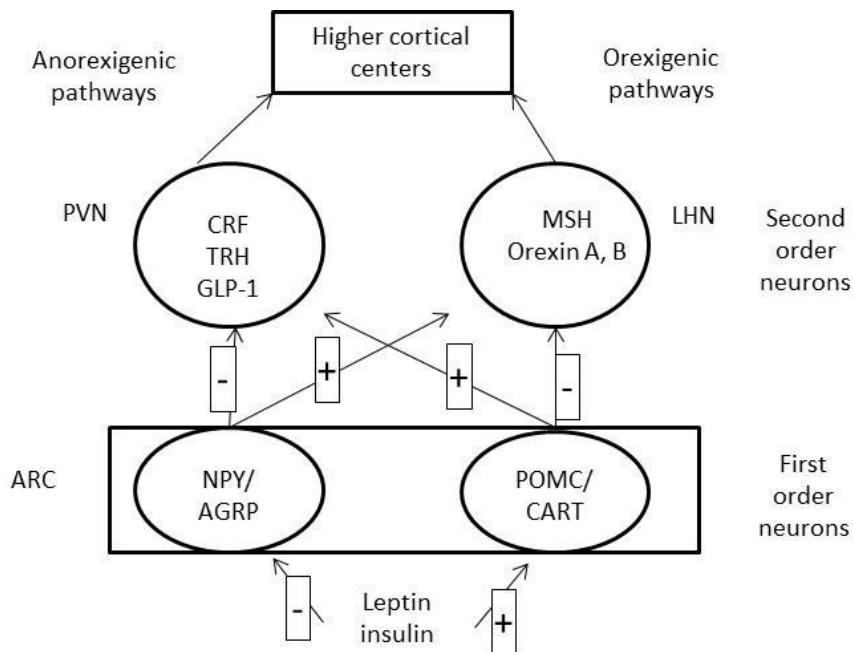 Higher cortical
centers
Anorexigenic
pathways
Orexigenic
pathways
PVN
CRF
TRH
GLP-1
MSH
Orexin A, B
LHN
Second
order
neurons
-
+
+
-
ARC
NPY/
AGRP
POMC/
CART
First
order
neurons
-
Leptin
insulin
+